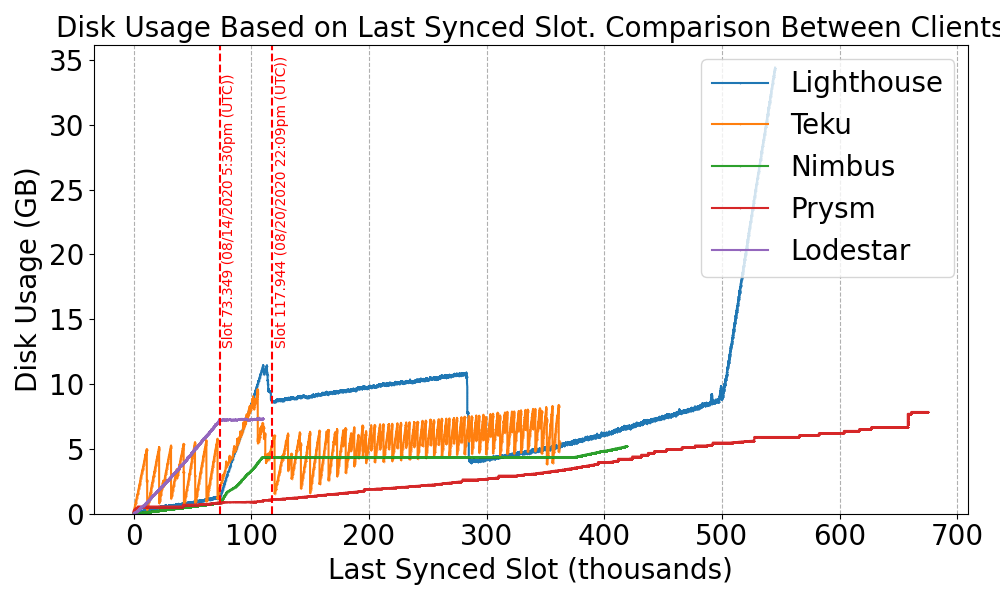 Disk Usage Based on Last Synced Slot. Comparison Between Clients
Disk Usage (GB)
35
30
25
20
15
10
5
0
Slot 73.349 (08/14/2020 5:30pm (UTC))
Slot 117.944 (08/20/2020 22:09pm (UTC))
Lighthouse
Teku
Nimbus
Prysm
Lodestar
0 100 200 300 400 500 600 700
Last Synced Slot (thousands)